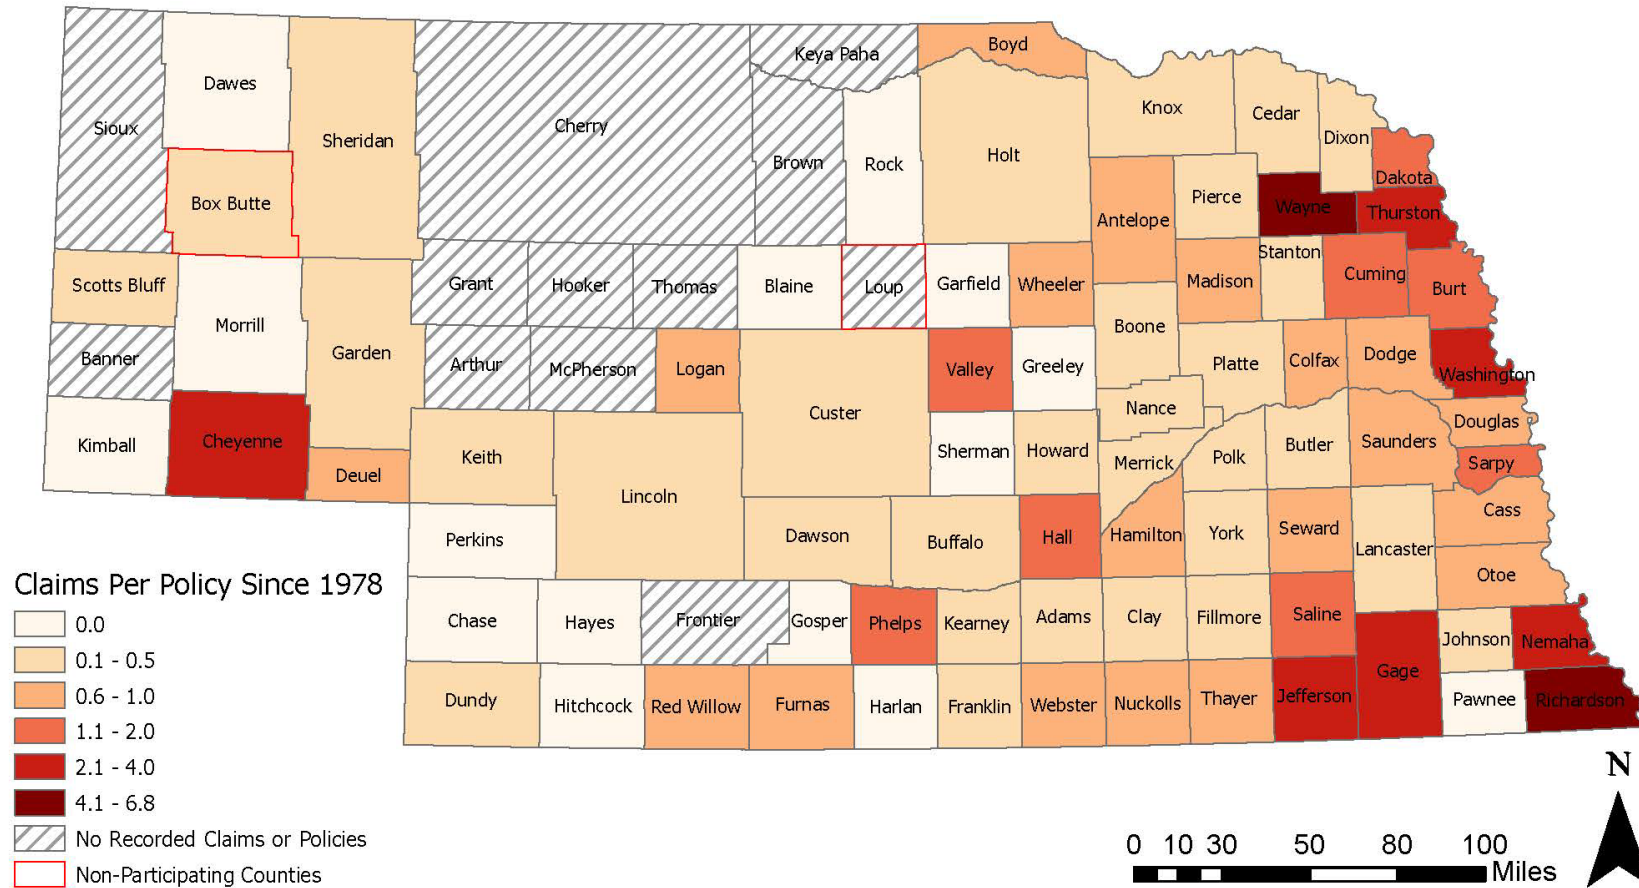 Keya Paha
Boyd
Dawes
Knox
Cedar
Sioux
Cherry
Sheridan
Dixon
Holt
Brown
Rock
Dakota
Box Butte
Pierce
Wayne
Thurston
Antelope
Stanton
Scotts Bluff
Grant
Hooker
Thomas
Blaine
Loup
Garfield
Wheeler
Madison
Cuming
Burt
Morrill
Boone
Banner
Garden
Arthur
McPherson
Logan
Valley
Greeley
Platte
Colfax
Dodge
Washington
Custer
Nance
Douglas
Kimball
Cheyenne
Keith
Sherman
Howard
Merrick
Polk
Butler
Saunders
Sarpy
Deuel
Lincoln
Cass
Perkins
Dawson
Buffalo
Hall
Hamilton
York
Seward
Lancaster
Otoe
Chase
Hayes
Frontier
Gosper
Phelps
Kearney
Adams
Clay
Fillmore
Saline
Johnson
Nemaha
Gage
Dundy
Hitchcock
Red Willow
Furnas
Harlan
Franklin
Webster
Nuckolls
Thayer
Jefferson
Pawnee
Richardson
Claims Per Policy Since 1978
0.0
0.1 - 0.5
0.6 - 1.0
1.1 - 2.0
2.1 - 4.0
4.1 - 6.8
No Recorded Claims or Policies
Non-Participating Counties
N
0 10 30 50 80 100
Miles